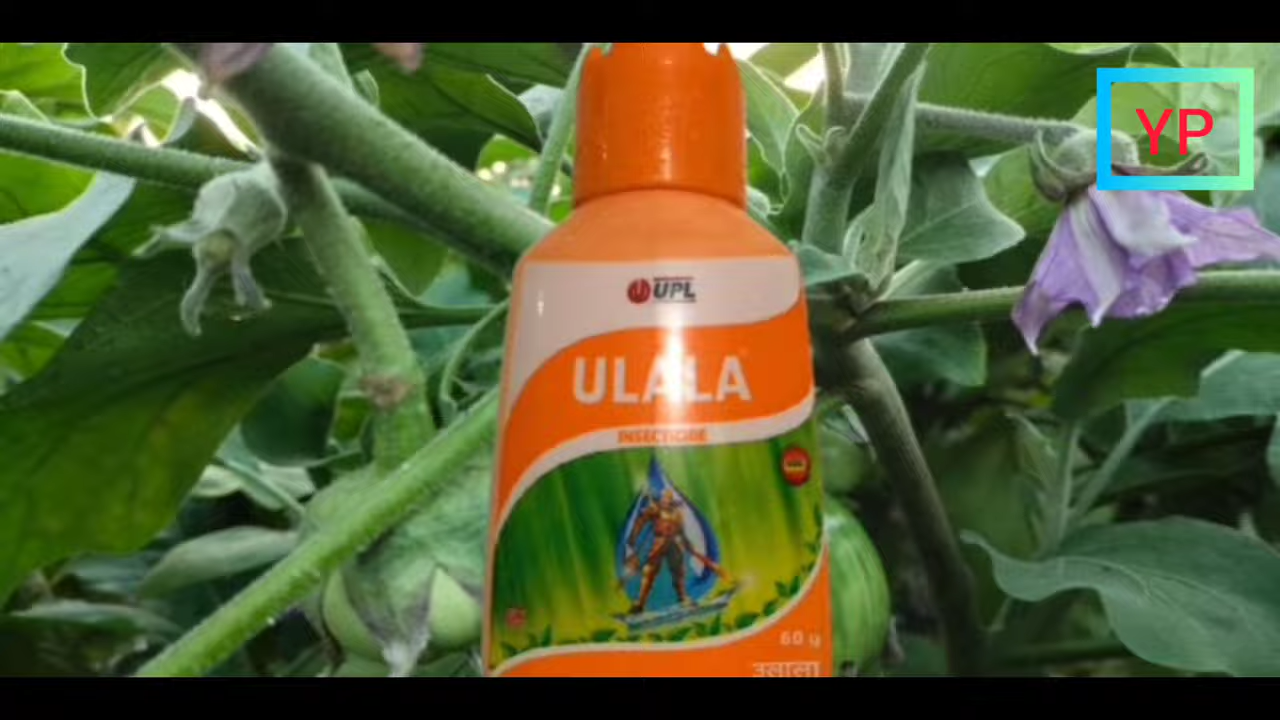 YP
UPL
ULALA
INSECTICIDE
60 g
उलाला